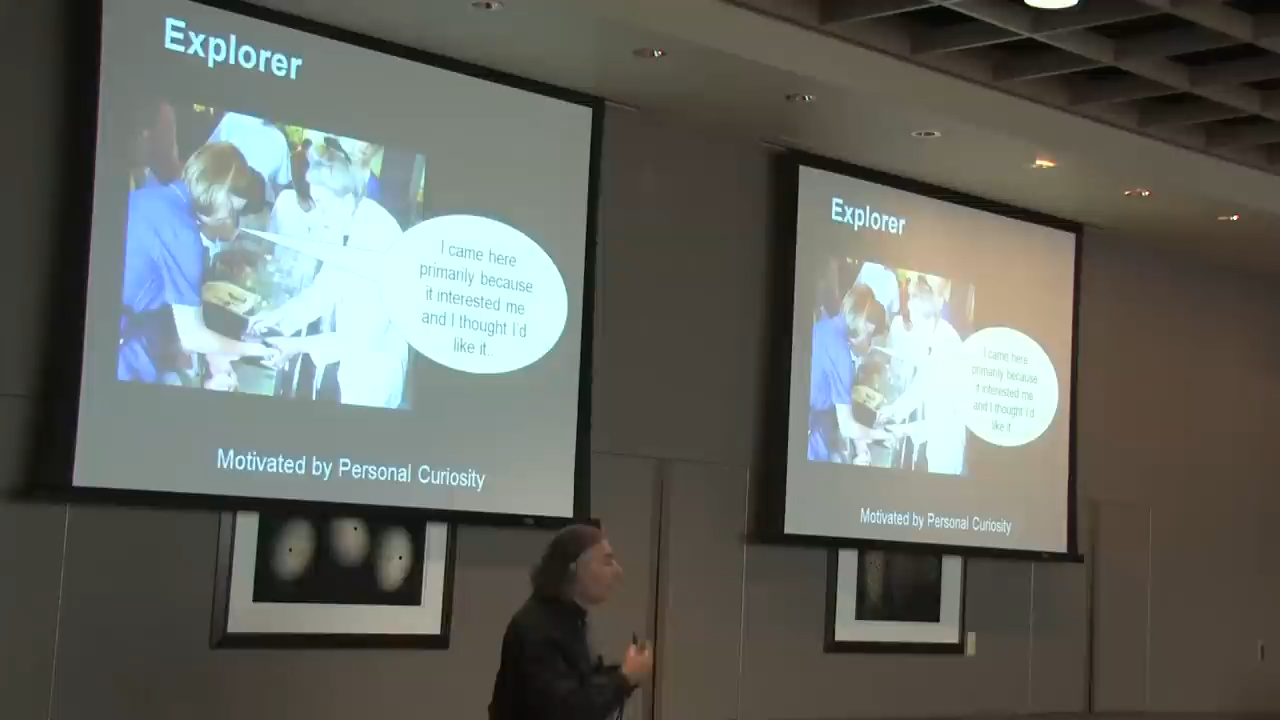 Explorer
I came here
primarily because
it interested me
and I thought I'd
like it..
Motivated by Personal Curiosity
Explorer
I came here
primarily because
it interested me
and I thought I'd
like it
Motivated by Personal Curiosity